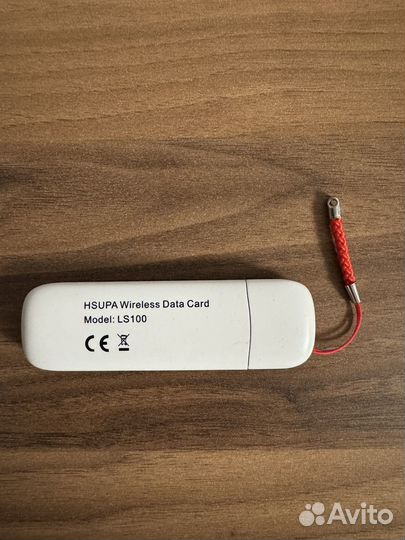 HSUPA Wireless Data Card
Model: LS100
CE
Avito